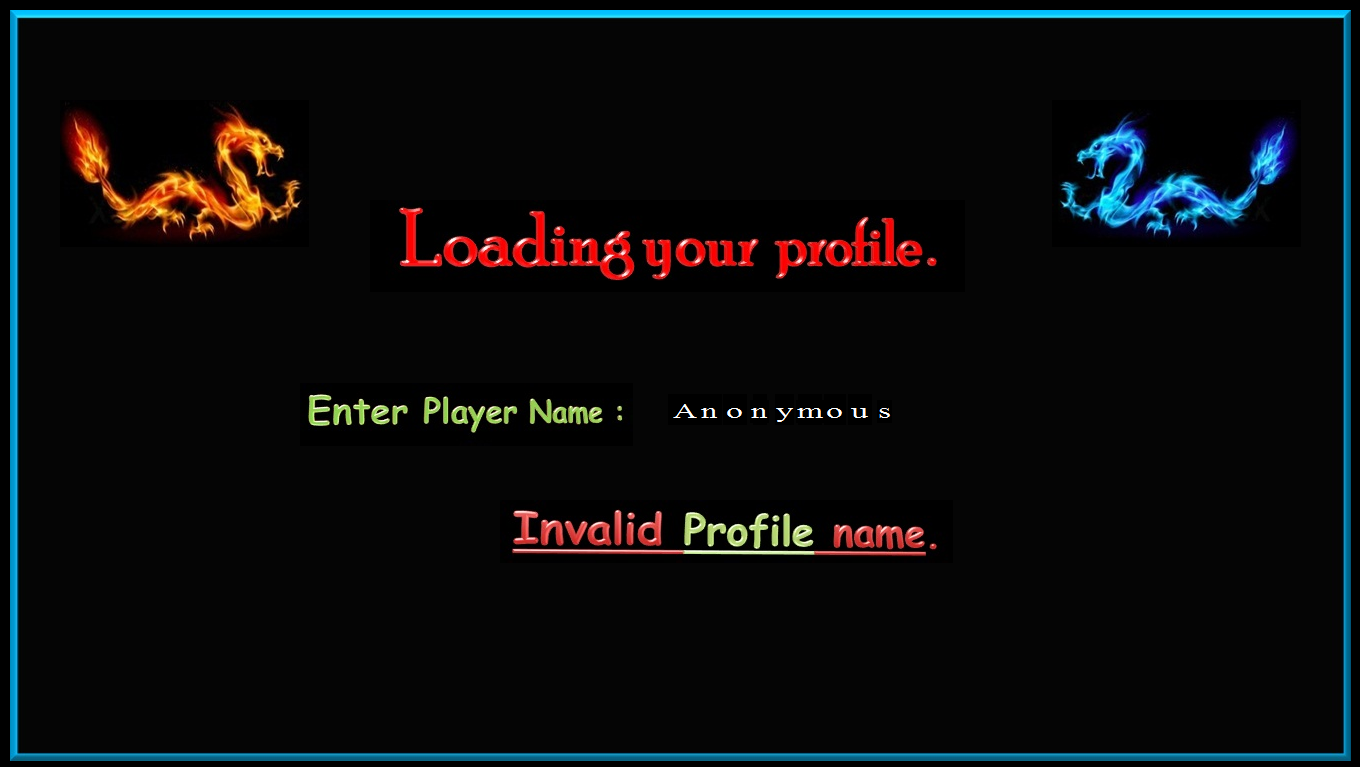 Loading your profile.
Enter Player Name : Anonymous
Invalid Profile name.